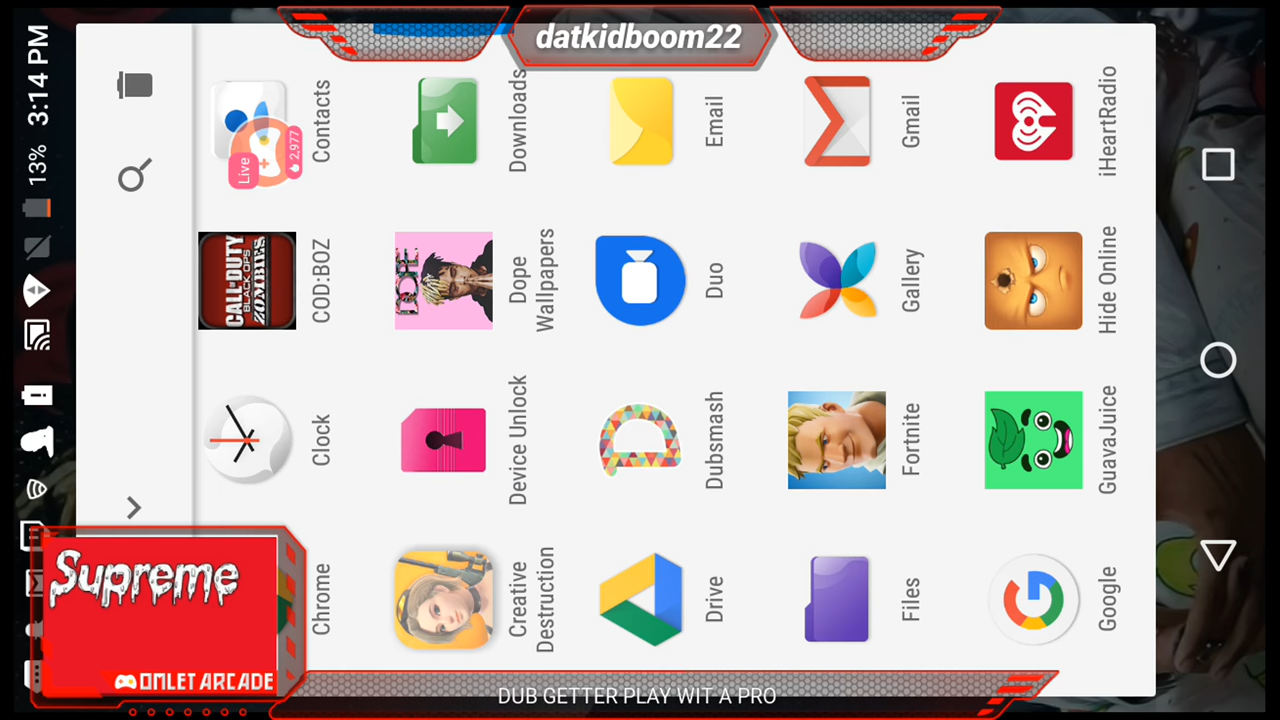 datkidboom22
3:14 PM
13%
Live
2,977
Chrome
Clock
COD:BOZ
CALL OF DUTY
BLACK OPS
ZOMBIES
Contacts
Creative
Destruction
Device Unlock
Dope
Wallpapers
DOPE
Downloads
Drive
Dubsmash
Duo
Email
Files
Fortnite
Gallery
Gmail
Google
GuavaJuice
Hide Online
iHeartRadio
Supreme
OMLET ARCADE
DUB GETTER PLAY WIT A PRO